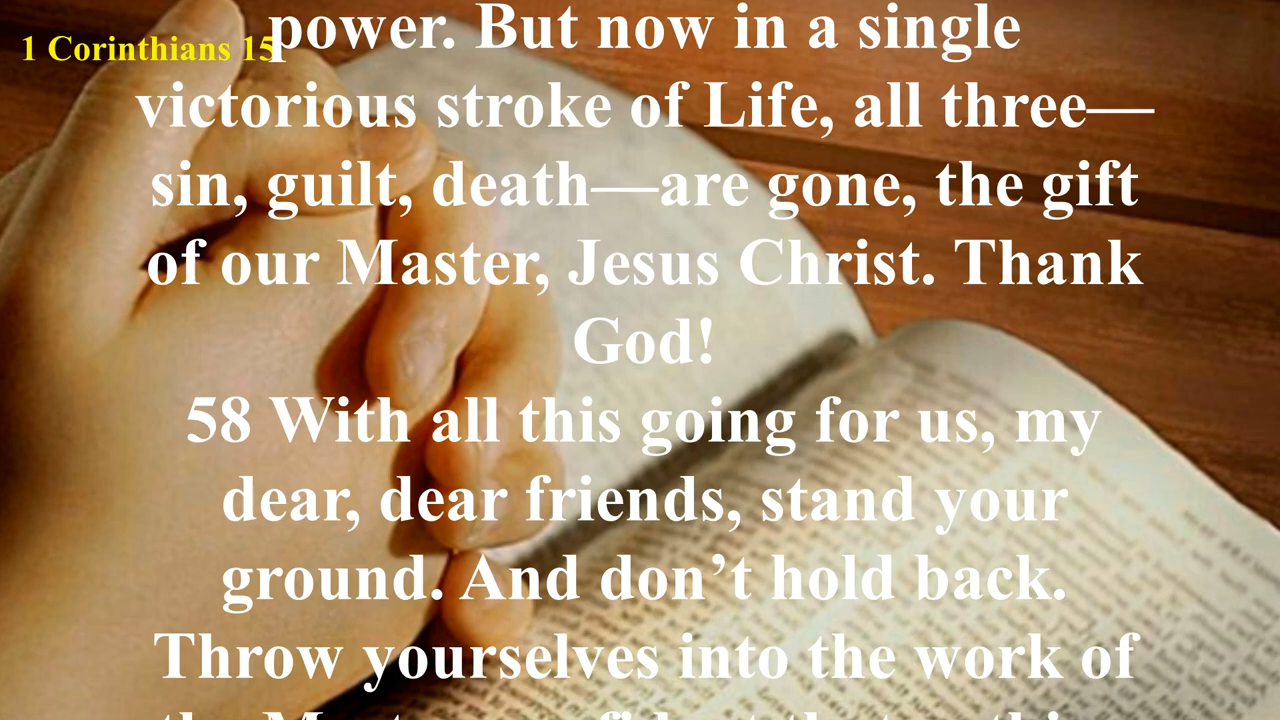 1 Corinthians 15
power. But now in a single
victorious stroke of Life, all three—
sin, guilt, death—are gone, the gift
of our Master, Jesus Christ. Thank
God!
58 With all this going for us, my
dear, dear friends, stand your
ground. And don’t hold back.
Throw yourselves into the work of